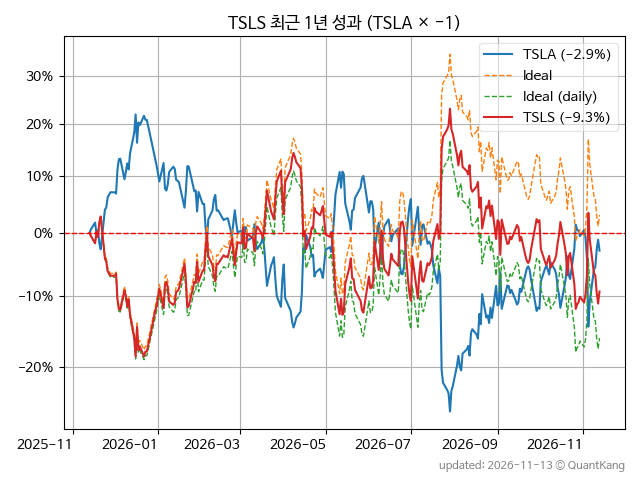 TSLS 최근 1년 성과 (TSLA × -1)
TSLA (-2.9%)
Ideal
Ideal (daily)
TSLS (-9.3%)
30%
20%
10%
0%
-10%
-20%
2025-11
2026-01
2026-03
2026-05
2026-07
2026-09
2026-11
updated: 2026-11-13 © QuantKang